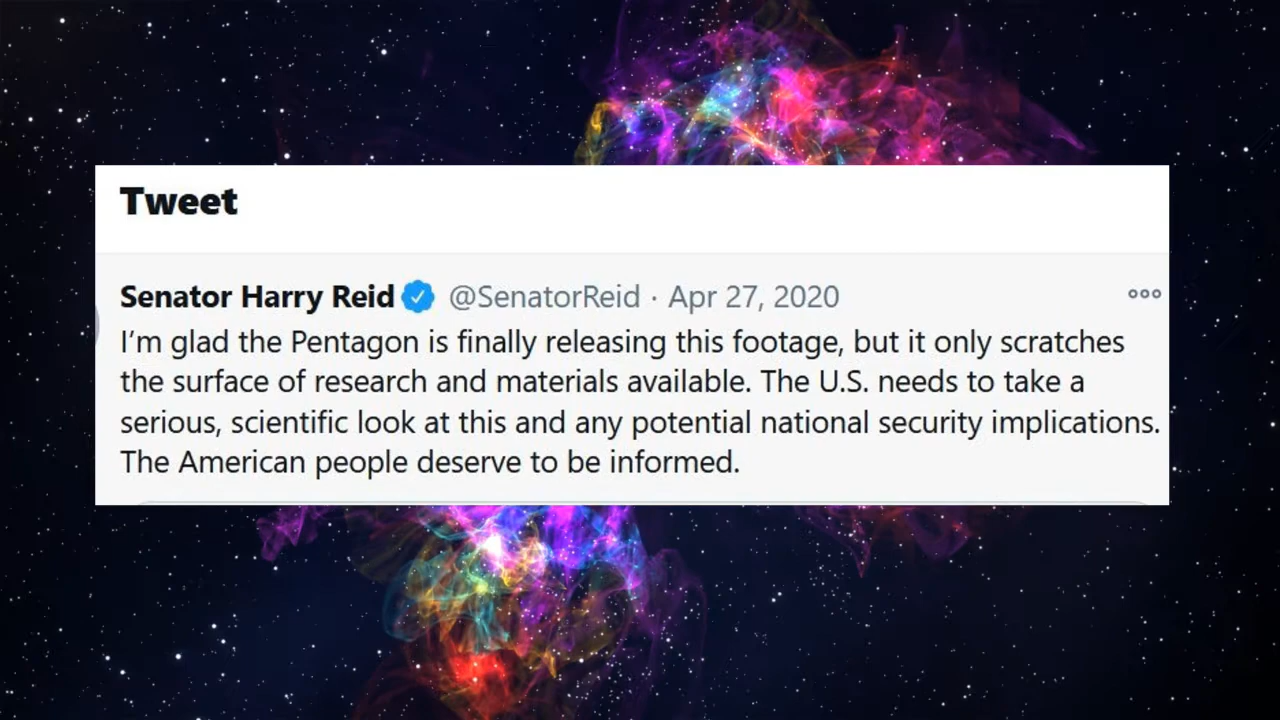 Tweet
Senator Harry Reid @SenatorReid · Apr 27, 2020
I’m glad the Pentagon is finally releasing this footage, but it only scratches
the surface of research and materials available. The U.S. needs to take a
serious, scientific look at this and any potential national security implications.
The American people deserve to be informed.